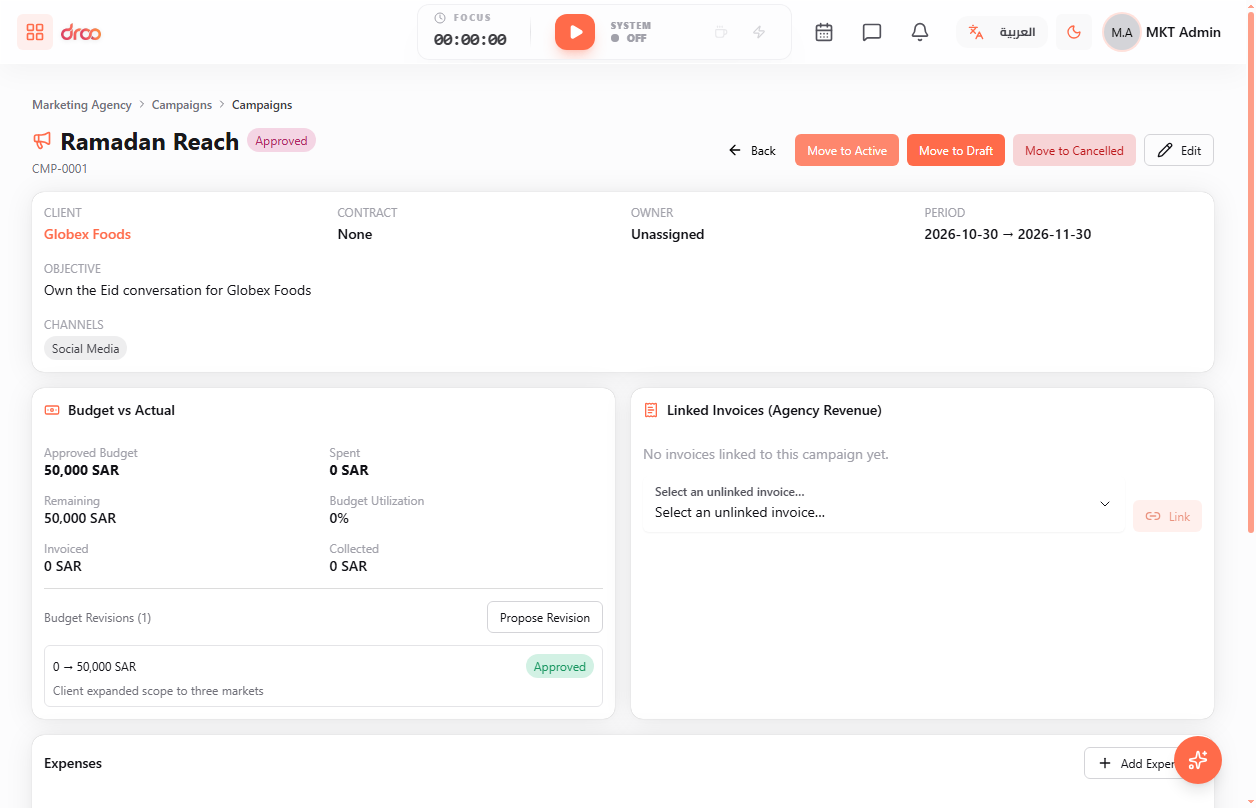 droo
FOCUS
00:00:00
SYSTEM
OFF
العربية
M.A
MKT Admin
Marketing Agency > Campaigns > Campaigns
Ramadan Reach
Approved
CMP-0001
← Back
Move to Active
Move to Draft
Move to Cancelled
Edit
CLIENT
Globex Foods
CONTRACT
None
OWNER
Unassigned
PERIOD
2026-10-30 → 2026-11-30
OBJECTIVE
Own the Eid conversation for Globex Foods
CHANNELS
Social Media
Budget vs Actual
Approved Budget
50,000 SAR
Spent
0 SAR
Remaining
50,000 SAR
Budget Utilization
0%
Invoiced
0 SAR
Collected
0 SAR
Budget Revisions (1)
Propose Revision
0 → 50,000 SAR
Approved
Client expanded scope to three markets
Linked Invoices (Agency Revenue)
No invoices linked to this campaign yet.
Select an unlinked invoice...
Select an unlinked invoice...
Link
Expenses
+ Add Expen